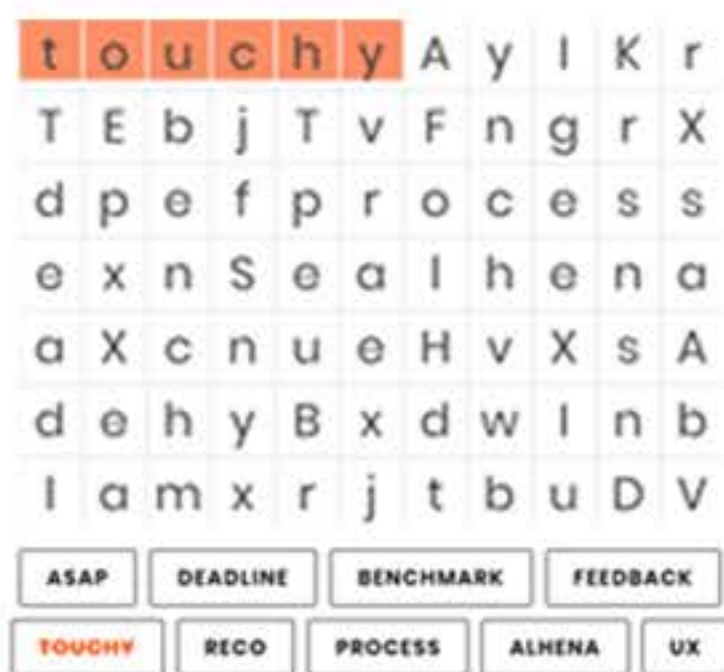 t o u c h y A y I K r
T E b j T v F n g r X
d p e f p r o c e s s
e x n S e a l h e n a
a X c n u e H v X s A
d e h y B x d w I n b
l a m x r j t b u D V
ASAP DEADLINE BENCHMARK FEEDBACK
TOUCHY RECO PROCESS ALHENA UX